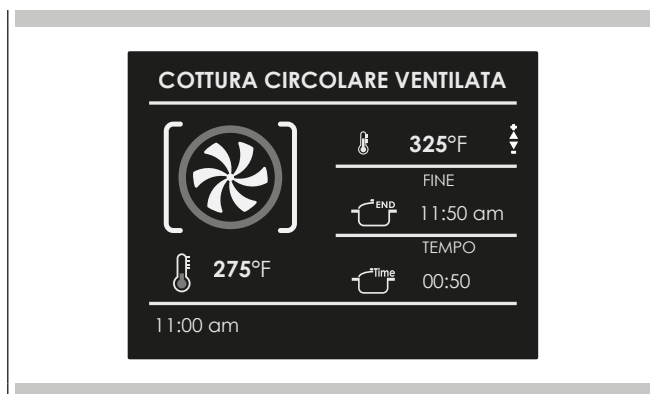 COTTURA CIRCOLARE VENTILATA
325°F
FINE
END
11:50 am
TEMPO
Time
00:50
275°F
11:00 am